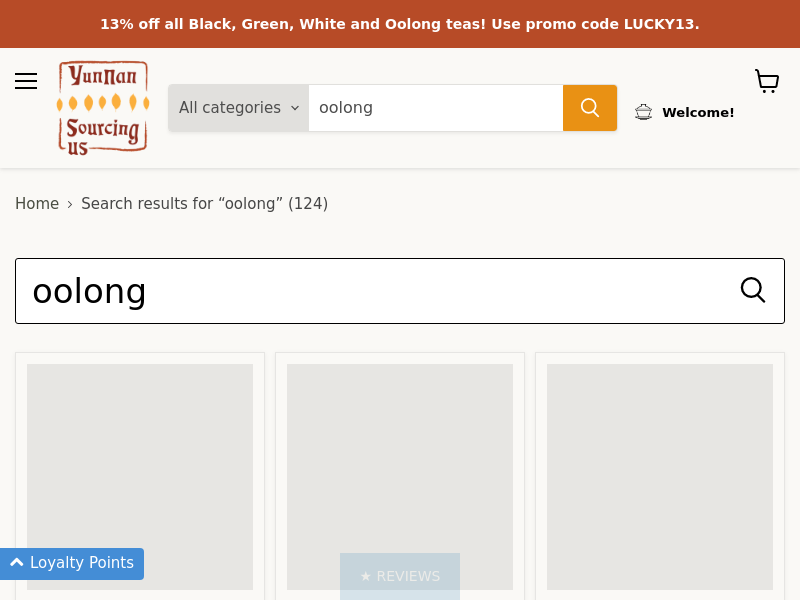 13% off all Black, Green, White and Oolong teas! Use promo code LUCKY13.
Yunnan
Sourcing
us
All categories
oolong
Welcome!
Home › Search results for “oolong” (124)
oolong
Loyalty Points
★ REVIEWS